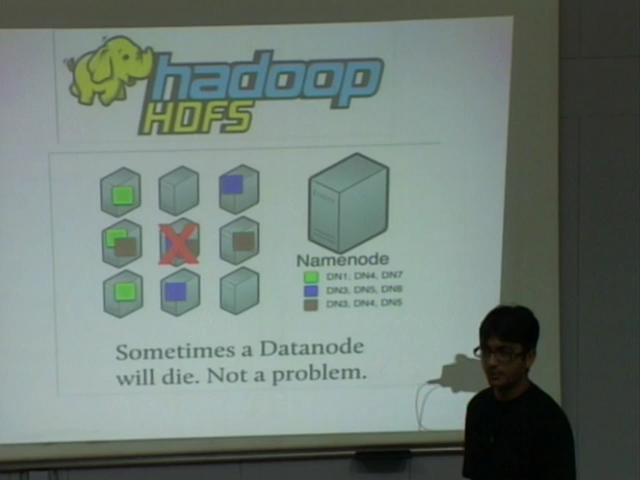 hadoop
HDFS
Namenode
DN1, DN4, DN7
DN3, DN5, DN8
DN3, DN4, DN5
Sometimes a Datanode
will die. Not a problem.